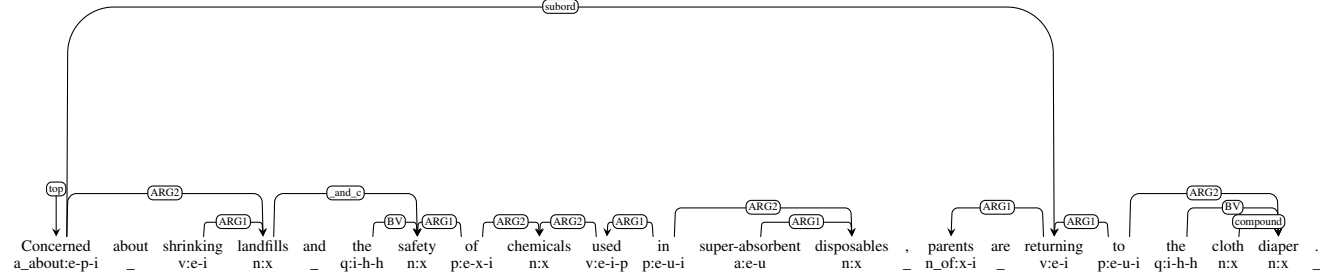 subord
top ARG2 _and_c ARG2 ARG2
ARG1 BV ARG1 ARG2 ARG2 ARG1 ARG1 ARG1 ARG1 BV
compound
Concerned about shrinking landfills and the safety of chemicals used in super-absorbent disposables , parents are returning to the cloth diaper .
a_about:e-p-i _ v:e-i n:x _ q:i-h-h n:x p:e-x-i n:x v:e-i-p p:e-u-i a:e-u n:x _ n_of:x-i _ v:e-i p:e-u-i q:i-h-h n:x n:x _